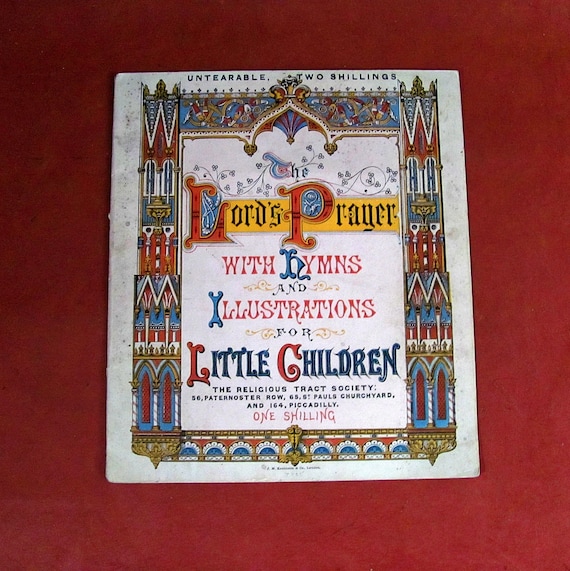 UNTEARABLE, TWO SHILLINGS
The
Lord's Prayer
WITH HYMNS
AND
ILLUSTRATIONS
FOR
LITTLE CHILDREN
THE RELIGIOUS TRACT SOCIETY:
56, PATERNOSTER ROW, 65, ST PAULS CHURCHYARD,
AND 164, PICCADILLY.
ONE SHILLING